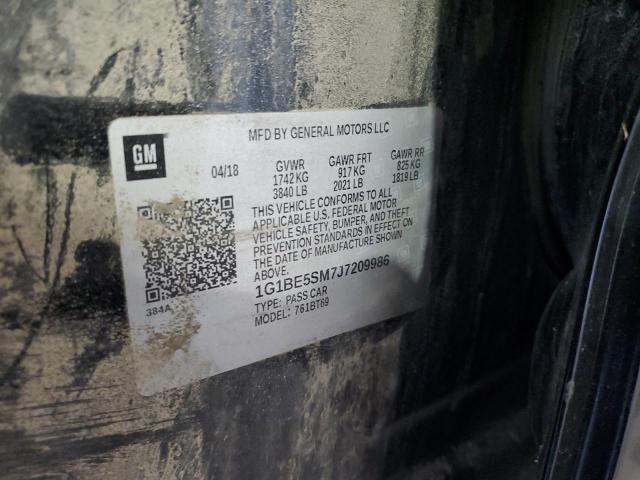 MFD BY GENERAL MOTORS LLC
GM
04/18 GVWR GAWR FRT GAWR RR
1742 KG 917 KG 825 KG
3840 LB 2021 LB 1819 LB
THIS VEHICLE CONFORMS TO ALL
APPLICABLE U.S. FEDERAL MOTOR
VEHICLE SAFETY, BUMPER, AND THEFT
PREVENTION STANDARDS IN EFFECT ON
THE DATE OF MANUFACTURE SHOWN
ABOVE.
1G1BE5SM7J7209986
TYPE: PASS CAR
MODEL: 761BT69
384A